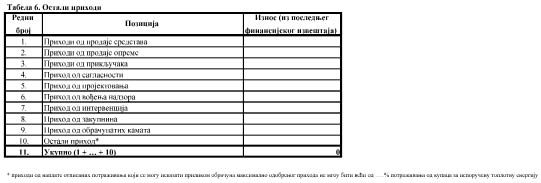 Табела 6. Остали приходи
Редни број Позиција Износ (из последњег финансијског извештаја)
1. Приходи од продаје средстава
2. Приходи од продаје опреме
3. Приходи од прикључака
4. Приход од сагласности
5. Приход од пројектовања
6. Приход од вођења надзора
7. Приход од интервенција
8. Приход од закупнина
9. Приход од обрачунатих камата
10. Остали приход*
11. Укупно (1 + ... + 10) 0
* приходи од наплате отписаних потраживања који се могу исказати приликом обрачуна максимално одобреног прихода не могу бити већи од ….% потраживања од купаца за испоручену топлотну енергију